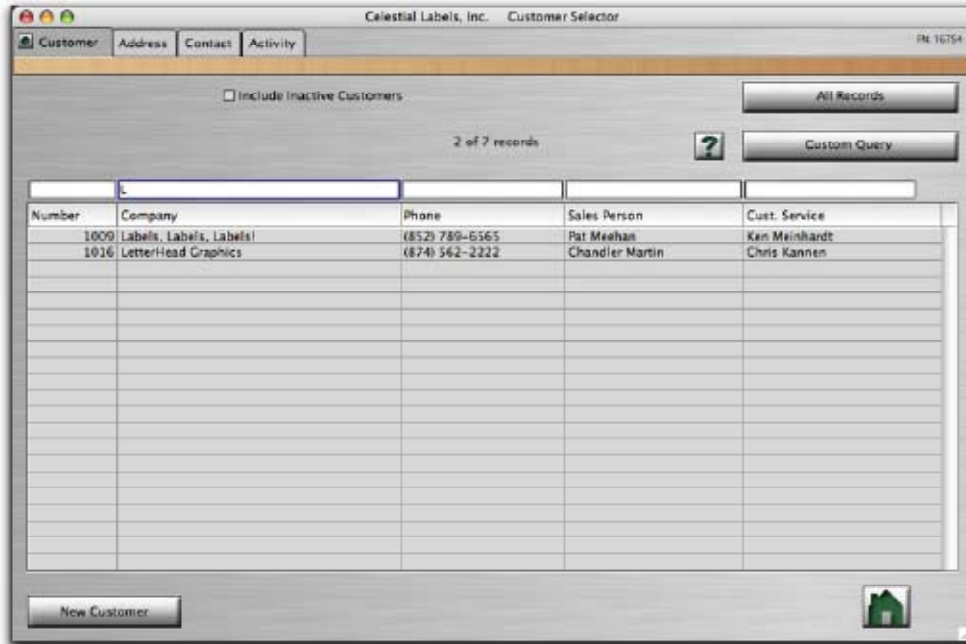 Celestial Labels, Inc. Customer Selector
Customer Address Contact Activity
Include Inactive Customers
All Records
2 of 7 records
?
Custom Query
L
Number Company Phone Sales Person Cust. Service
1009 Labels, Labels, Labels! (852) 789-6565 Pat Meehan Ken Meinhardt
1016 LetterHead Graphics (874) 562-2222 Chandler Martin Chris Kannen
New Customer